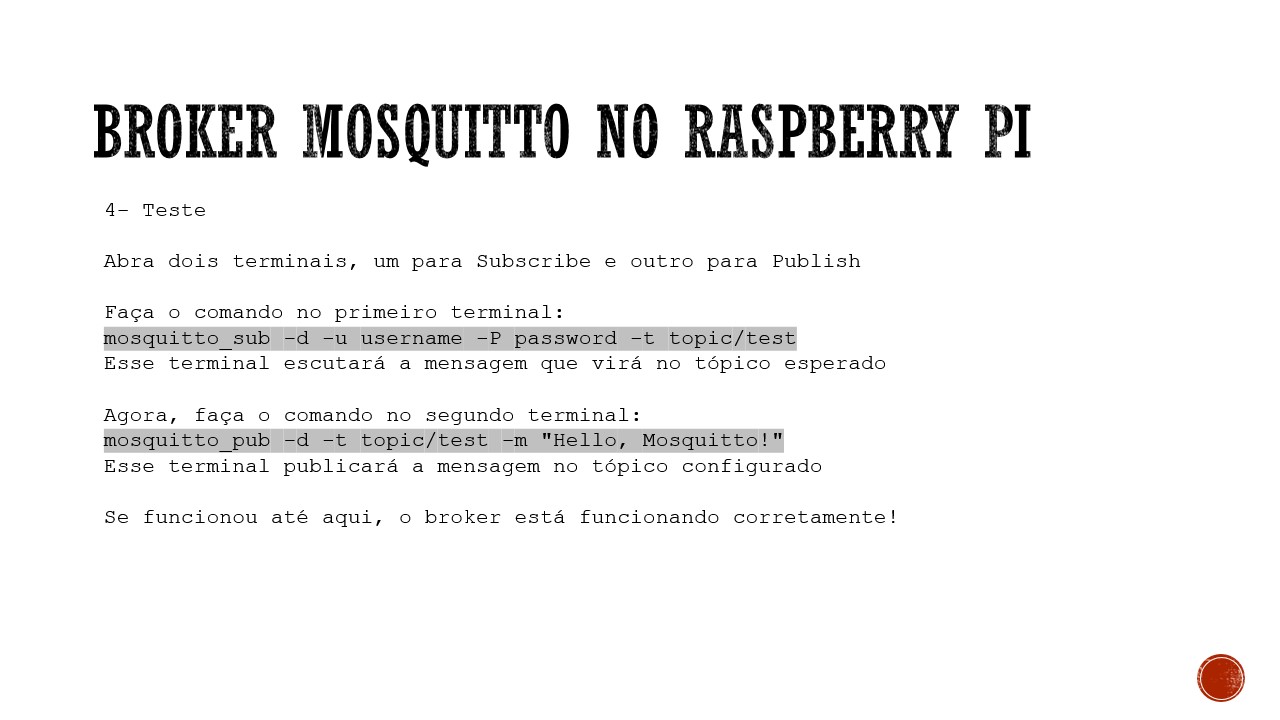 BROKER MOSQUITTO NO RASPBERRY PI
4- Teste
Abra dois terminais, um para Subscribe e outro para Publish
Faça o comando no primeiro terminal:
mosquitto_sub -d -u username -P password -t topic/test
Esse terminal escutará a mensagem que virá no tópico esperado
Agora, faça o comando no segundo terminal:
mosquitto_pub -d -t topic/test -m "Hello, Mosquitto!"
Esse terminal publicará a mensagem no tópico configurado
Se funcionou até aqui, o broker está funcionando corretamente!